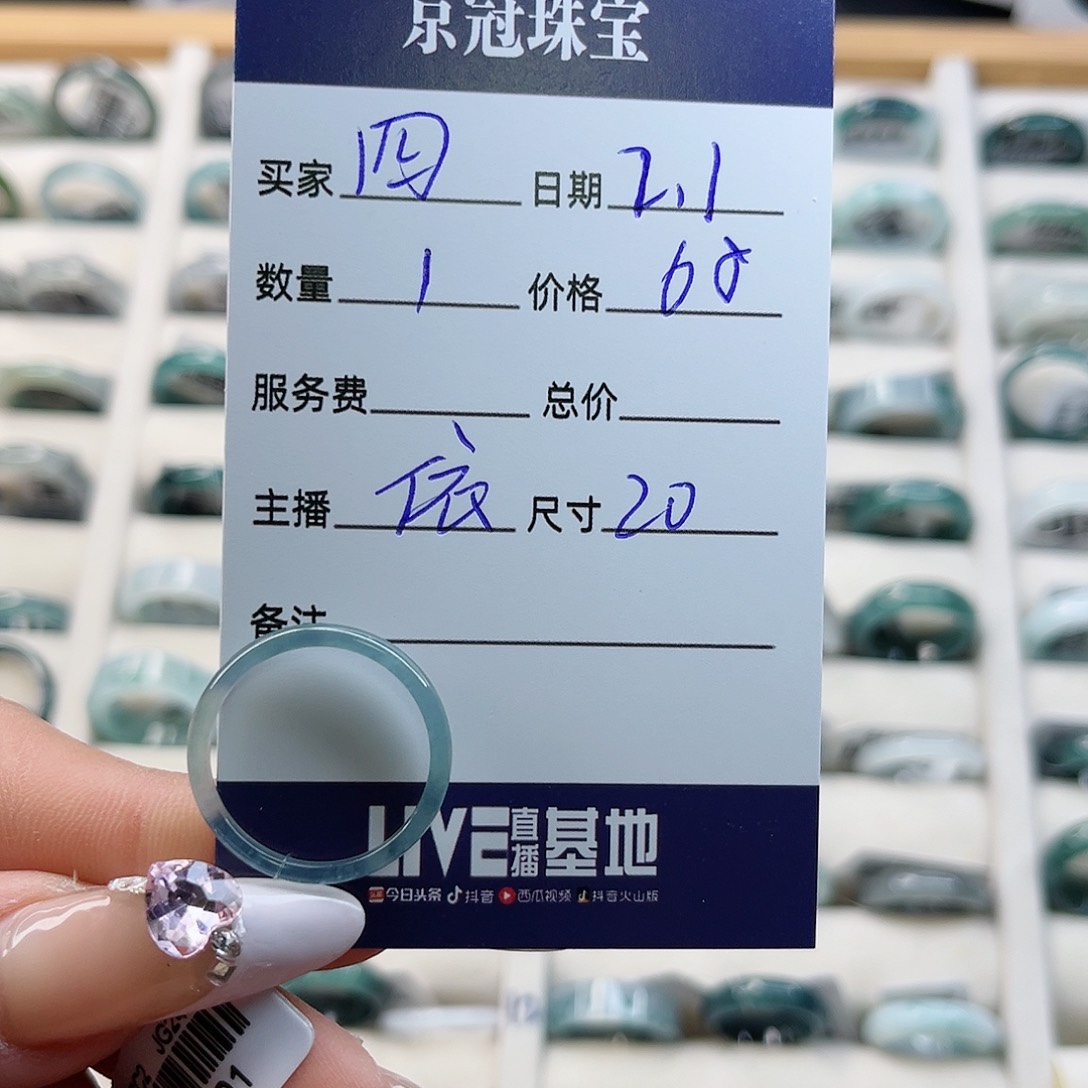 京冠珠宝
买家 四 日期 2.1
数量 1 价格 68
服务费 总价
主播 依 尺寸 20
备注
LIVE直播基地
今日头条 抖音 西瓜视频 抖音火山版